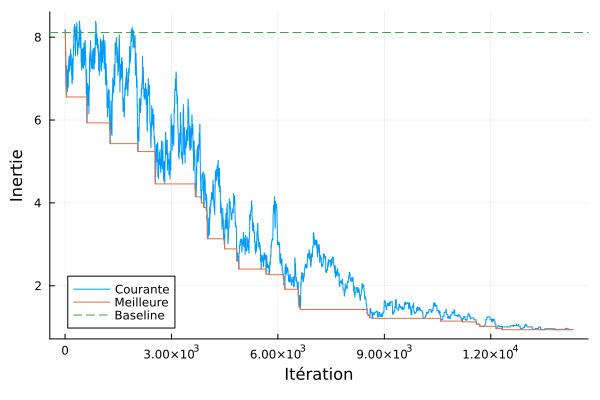 Inertie
8
6
4
2
Courante
Meilleure
Baseline
0
3.00×10³
6.00×10³
9.00×10³
1.20×10⁴
Itération